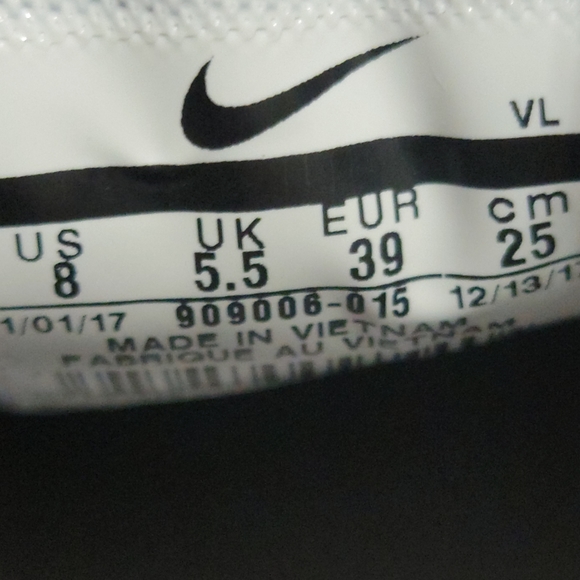 VL
US UK EUR cm
8 5.5 39 25
1/01/17 909006-015 12/13/17
MADE IN VIETNAM
FABRIQUE AU VIETNAM